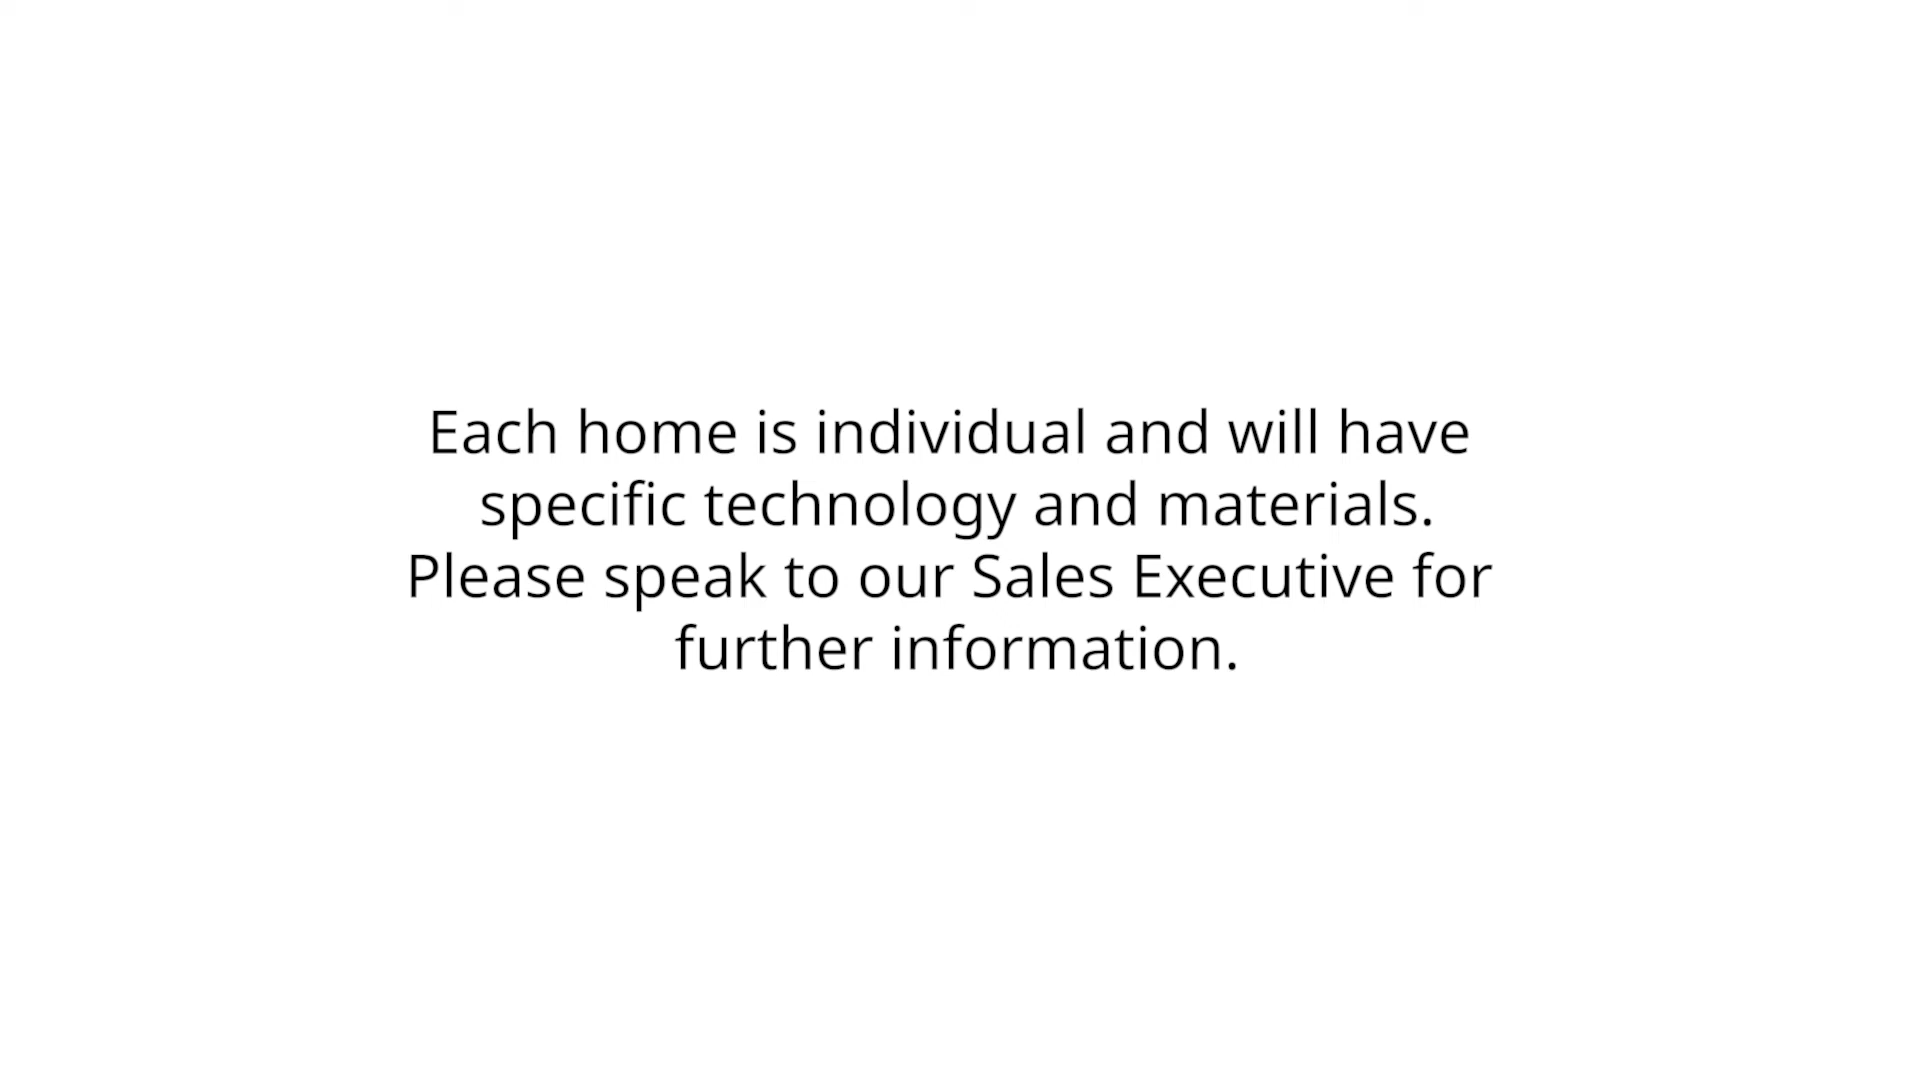 Each home is individual and will have
specific technology and materials.
Please speak to our Sales Executive for
further information.